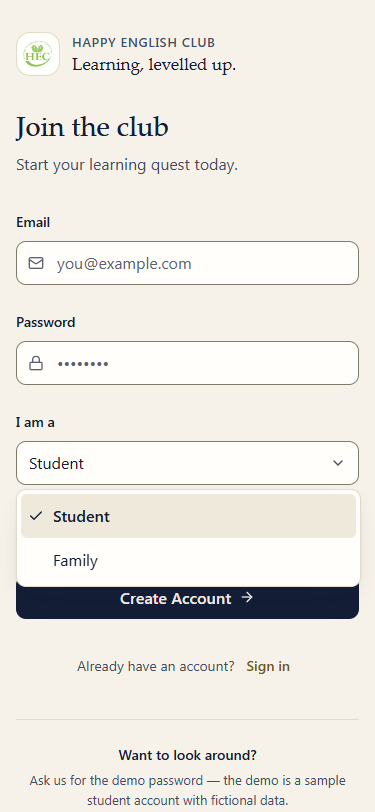 HEC
HAPPY ENGLISH CLUB
Learning, levelled up.
Join the club
Start your learning quest today.
Email
you@example.com
Password
••••••••
I am a
Student
Student
Family
Create Account →
Already have an account? Sign in
Want to look around?
Ask us for the demo password — the demo is a sample
student account with fictional data.